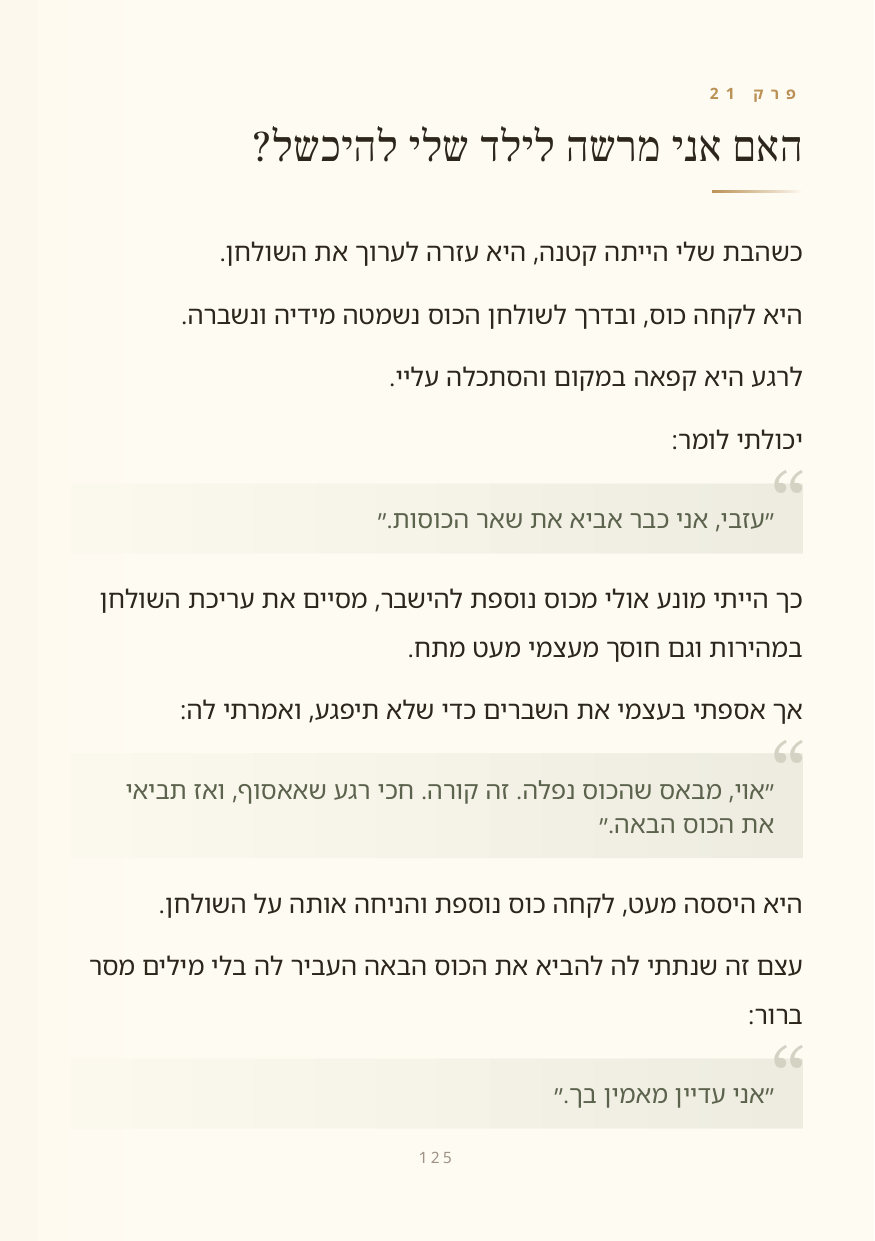 פרק 21
האם אני מרשה לילד שלי להיכשל?
כשהבת שלי הייתה קטנה, היא עזרה לערוך את השולחן.
היא לקחה כוס, ובדרך לשולחן הכוס נשמטה מידיה ונשברה.
לרגע היא קפאה במקום והסתכלה עליי.
יכולתי לומר:
“
״עזבי, אני כבר אביא את שאר הכוסות.״
כך הייתי מונע אולי מכוס נוספת להישבר, מסיים את עריכת השולחן
במהירות וגם חוסך מעצמי מעט מתח.
אך אספתי בעצמי את השברים כדי שלא תיפגע, ואמרתי לה:
“
״אוי, מבאס שהכוס נפלה. זה קורה. חכי רגע שאאסוף, ואז תביאי
את הכוס הבאה.״
היא היססה מעט, לקחה כוס נוספת והניחה אותה על השולחן.
עצם זה שנתתי לה להביא את הכוס הבאה העביר לה בלי מילים מסר
ברור:
“
״אני עדיין מאמין בך.״
125